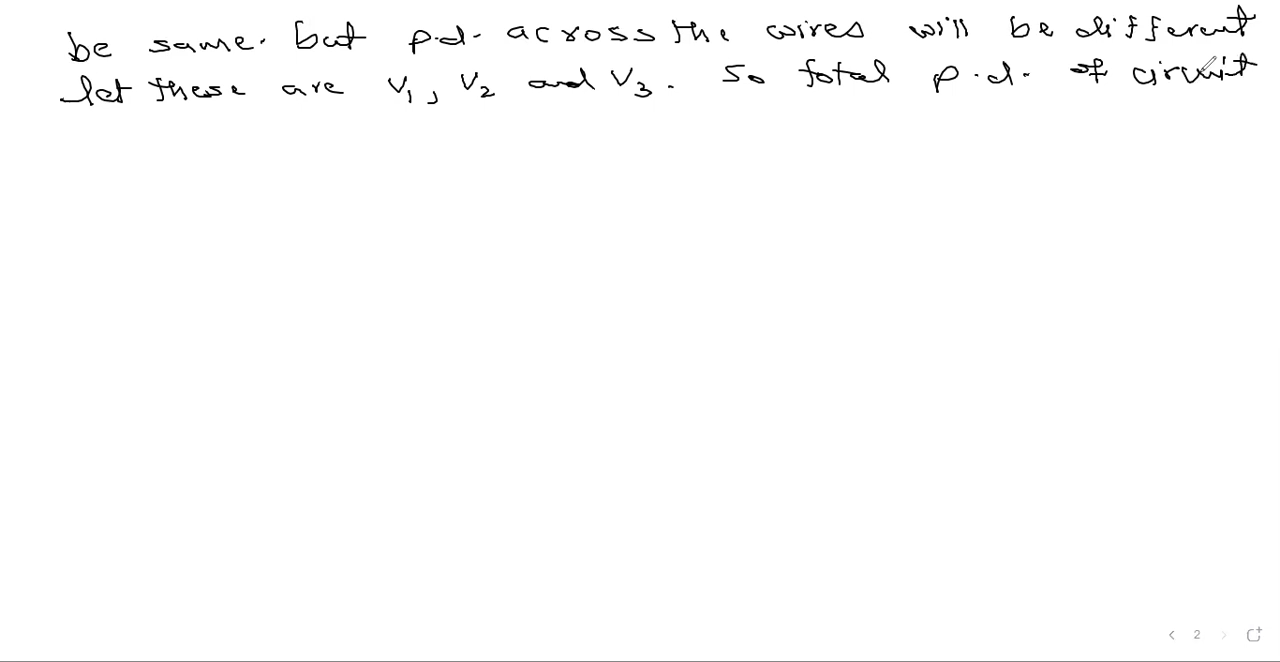 be same. but p.d. across the wires will be different
let these are V₁, V₂ and V₃. So total p.d. of circuit
2